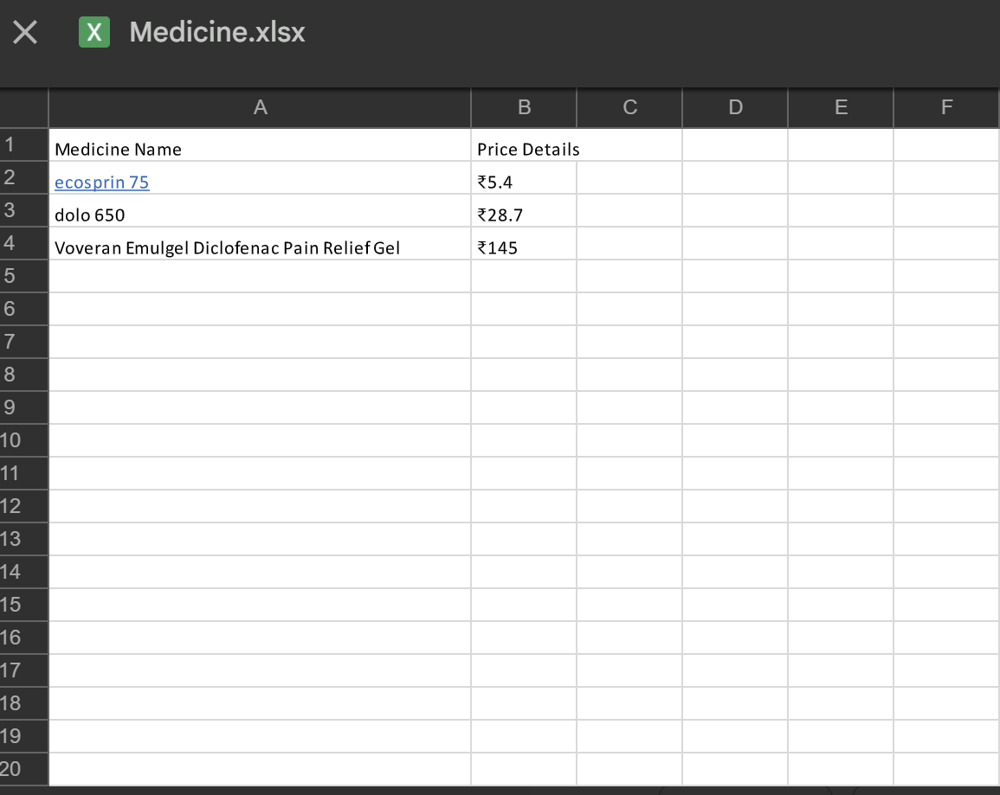 X Medicine.xlsx
A B C D E F
1 Medicine Name Price Details
2 ecosprin 75 ₹5.4
3 dolo 650 ₹28.7
4 Voveran Emulgel Diclofenac Pain Relief Gel ₹145
5
6
7
8
9
10
11
12
13
14
15
16
17
18
19
20